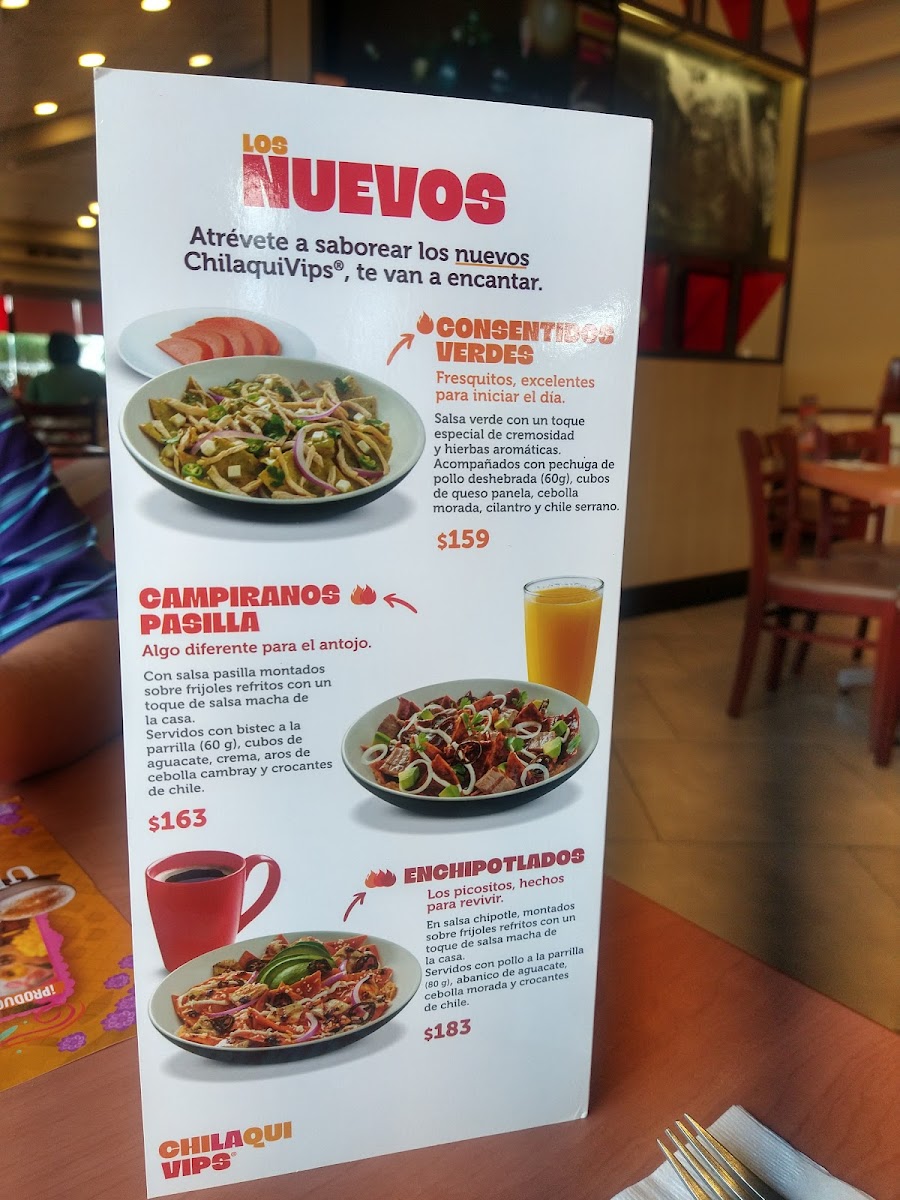 LOS
NUEVOS
Atrévete a saborear los nuevos
ChilaquiVips®, te van a encantar.
CONSENTIDOS
VERDES
Fresquitos, excelentes
para iniciar el día.
Salsa verde con un toque
especial de cremosidad
y hierbas aromáticas.
Acompañados con pechuga de
pollo deshebrada (60g), cubos
de queso panela, cebolla
morada, cilantro y chile serrano.
$159
CAMPIRANOS
PASILLA
Algo diferente para el antojo.
Con salsa pasilla montados
sobre frijoles refritos con un
toque de salsa macha de
la casa.
Servidos con bistec a la
parrilla (60 g), cubos de
aguacate, crema, aros de
cebolla cambray y crocantes
de chile.
$163
ENCHIPOTLADOS
Los picositos, hechos
para revivir.
En salsa chipotle, montados
sobre frijoles refritos con un
toque de salsa macha de
la casa.
Servidos con pollo a la parrilla
(80 g), abanico de aguacate,
cebolla morada y crocantes
de chile.
$183
CHILAQUI
VIPS®